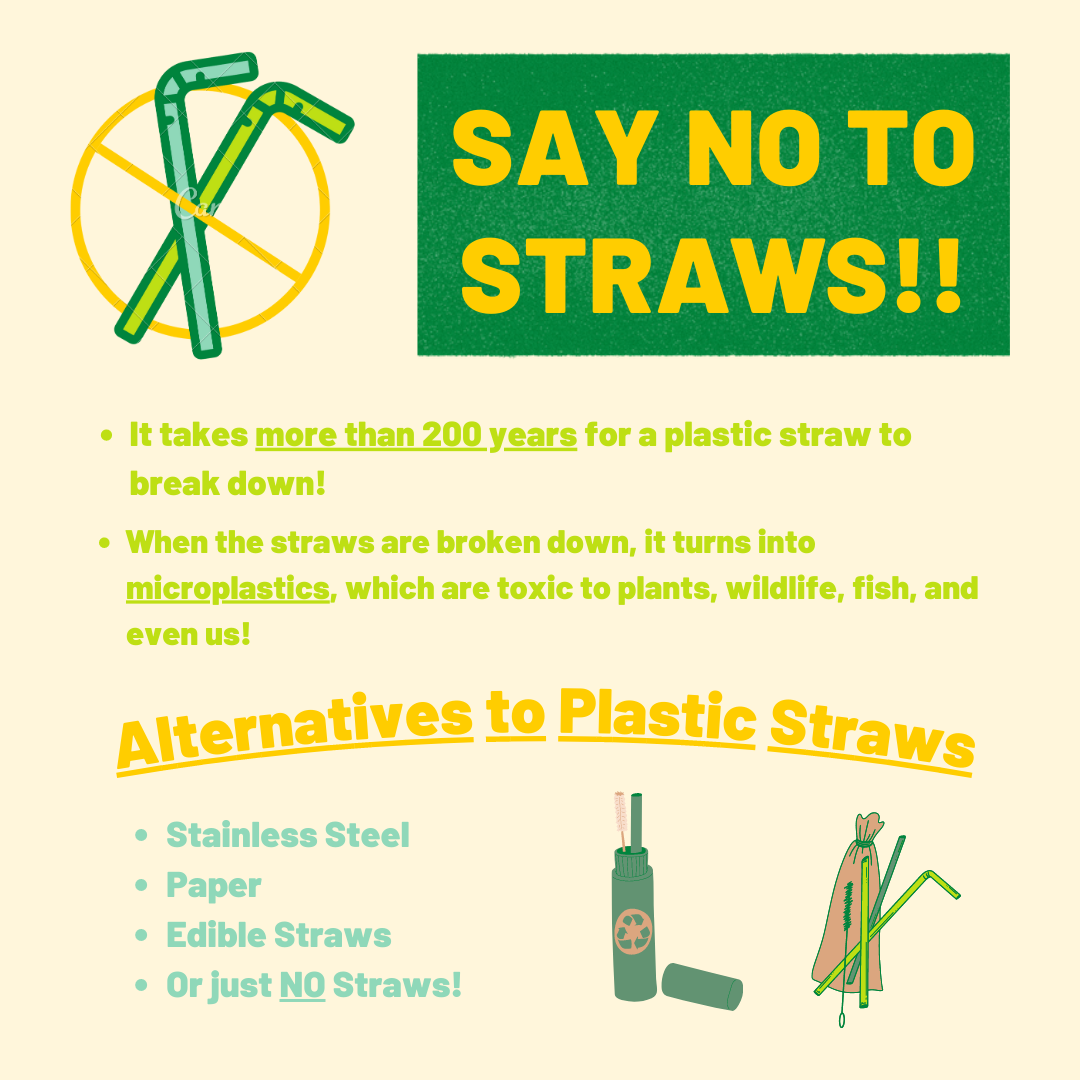 SAY NO TO
STRAWS!!
Can
• It takes more than 200 years for a plastic straw to
break down!
• When the straws are broken down, it turns into
microplastics, which are toxic to plants, wildlife, fish, and
even us!
Alternatives to Plastic Straws
• Stainless Steel
• Paper
• Edible Straws
• Or just NO Straws!